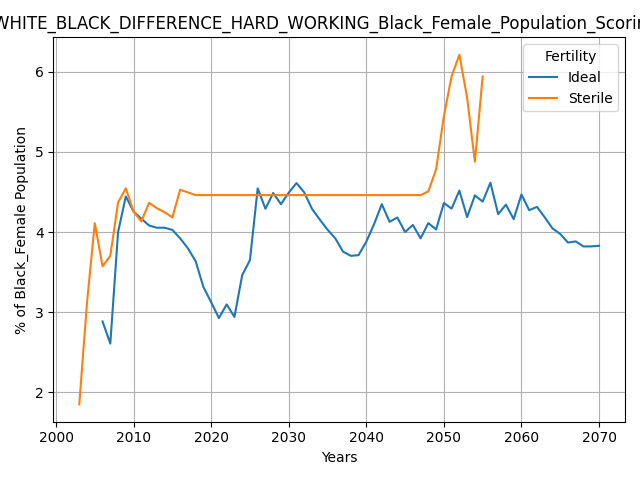 WHITE_BLACK_DIFFERENCE_HARD_WORKING_Black_Female_Population_Scorin
Fertility
Ideal
Sterile
% of Black_Female Population
6
5
4
3
2
2000 2010 2020 2030 2040 2050 2060 2070
Years